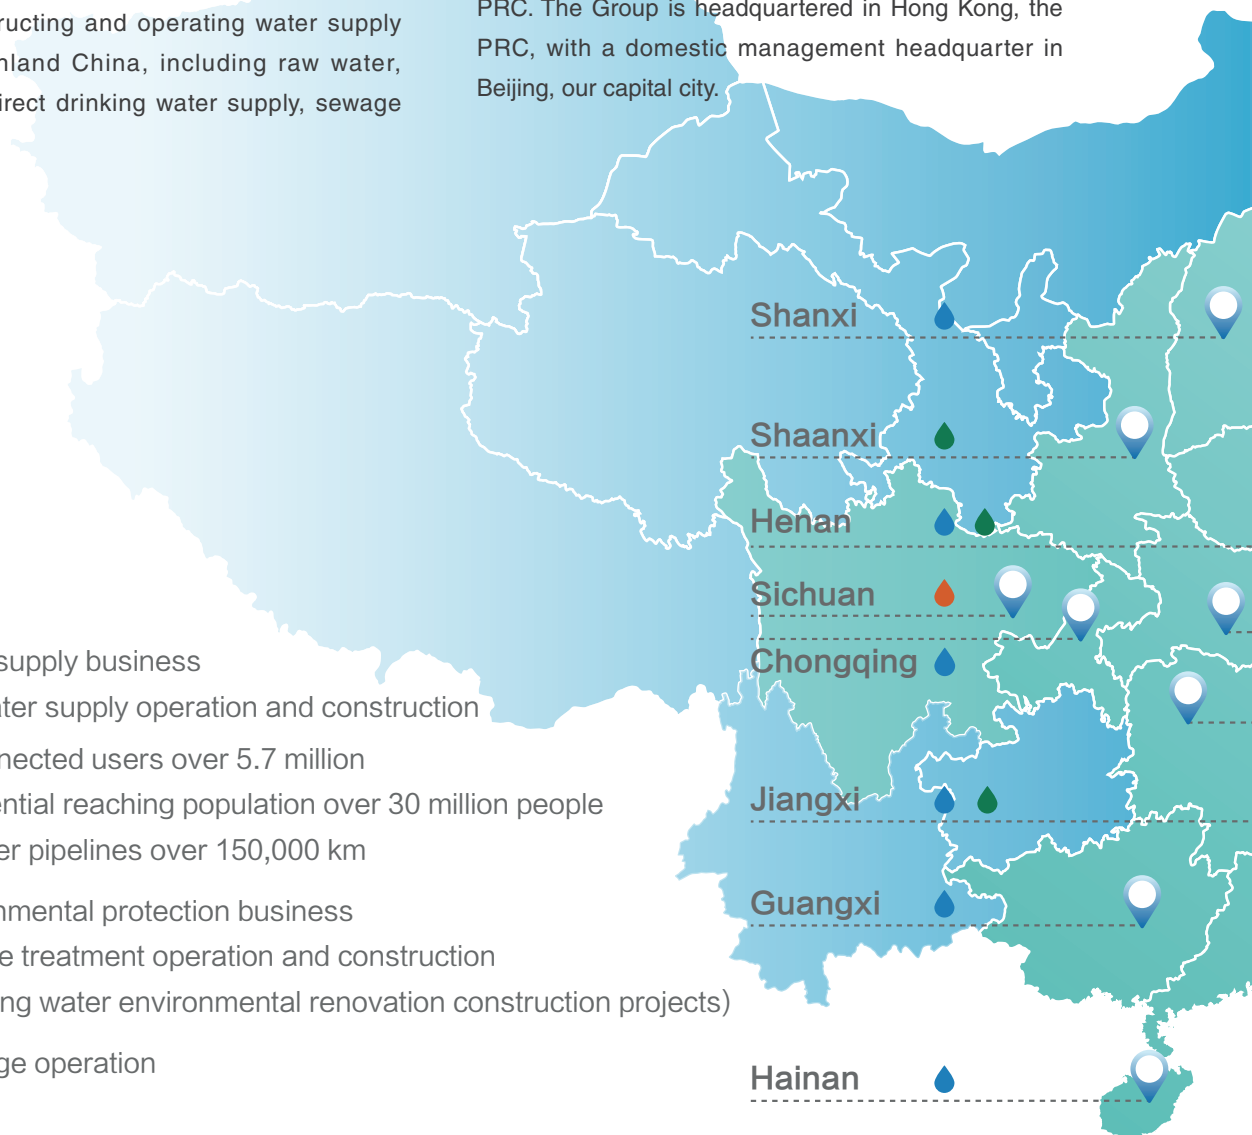 ructing and operating water supply
nland China, including raw water,
irect drinking water supply, sewage
PRC. The Group is headquartered in Hong Kong, the
PRC, with a domestic management headquarter in
Beijing, our capital city.
Shanxi
Shaanxi
Henan
Sichuan
Chongqing
Jiangxi
Guangxi
Hainan
supply business
ater supply operation and construction
nected users over 5.7 million
ential reaching population over 30 million people
er pipelines over 150,000 km
nmental protection business
e treatment operation and construction
ing water environmental renovation construction projects)
ge operation